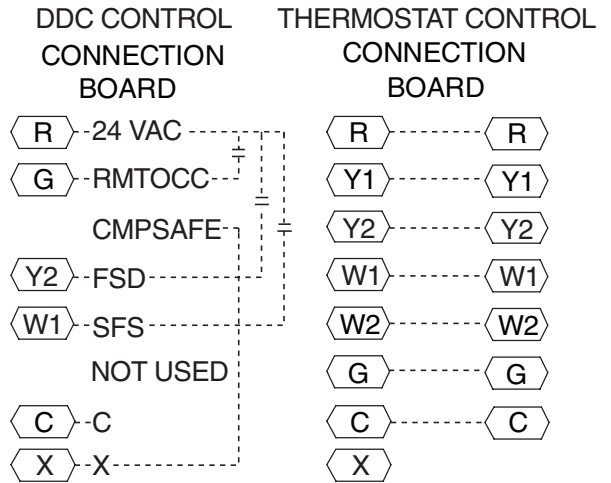 DDC CONTROL
CONNECTION
BOARD
R 24 VAC
G RMTOCC
CMPSAFE
Y2 FSD
W1 SFS
NOT USED
C C
X X
THERMOSTAT CONTROL
CONNECTION
BOARD
R R
Y1 Y1
Y2 Y2
W1 W1
W2 W2
G G
C C
X